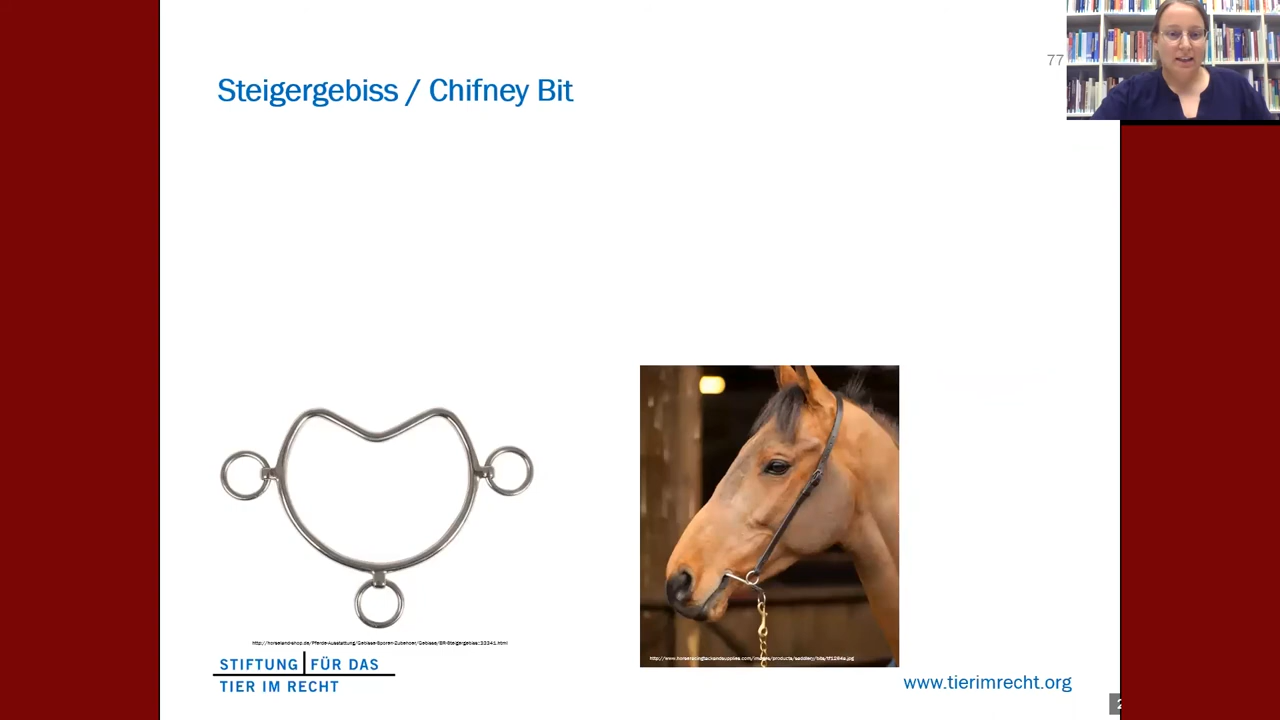 77
Steigergebiss / Chifney Bit
STIFTUNG FÜR DAS
TIER IM RECHT
www.tierimrecht.org